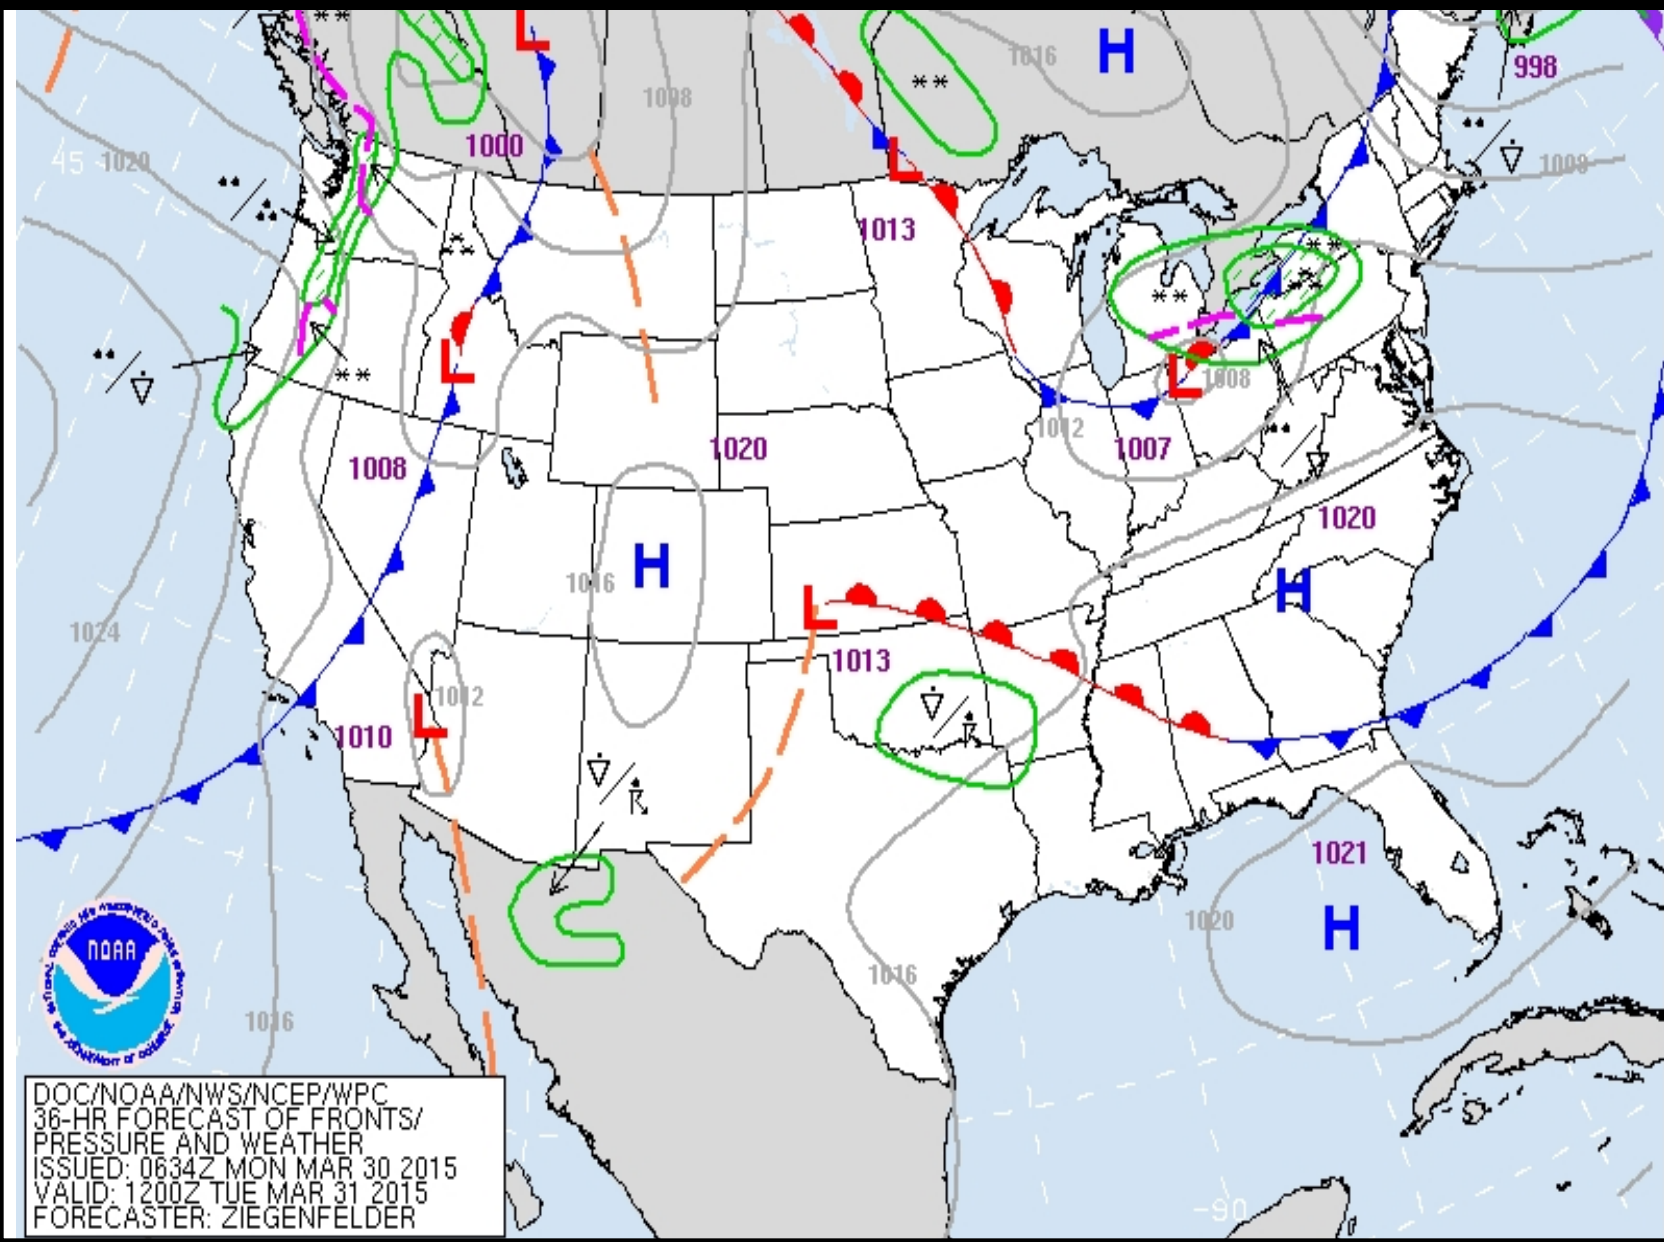 998
1016
1008
1000
45
1020
1008
1013
1008
1012
1007
1008
1020
1020
1016
1024
1013
1012
1010
1021
1020
1016
1016
NOAA
-90
DOC/NOAA/NWS/NCEP/WPC
36-HR FORECAST OF FRONTS/
PRESSURE AND WEATHER
ISSUED: 0634Z MON MAR 30 2015
VALID: 1200Z TUE MAR 31 2015
FORECASTER: ZIEGENFELDER
L
H
L
L
L
H
L
H
L
H